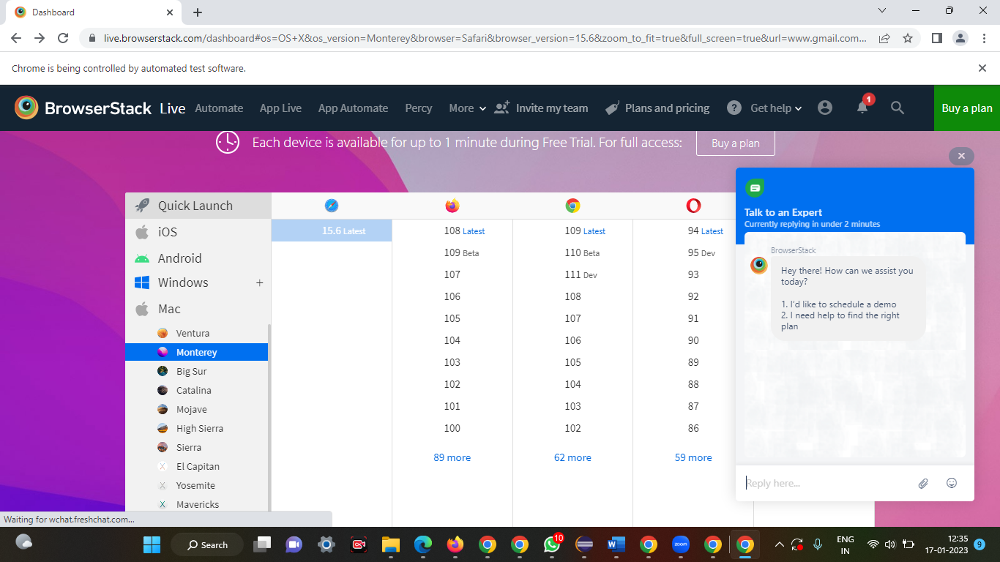 Dashboard
live.browserstack.com/dashboard#os=OS+X&os_version=Monterey&browser=Safari&browser_version=15.6&zoom_to_fit=true&full_screen=true&url=www.gmail.com...
Chrome is being controlled by automated test software.
BrowserStack Live Automate App Live App Automate Percy More Invite my team Plans and pricing ? Get help 1 Buy a plan
Each device is available for up to 1 minute during Free Trial. For full access: Buy a plan
Quick Launch
iOS
Android
Windows +
Mac
Ventura
Monterey
Big Sur
Catalina
Mojave
High Sierra
Sierra
El Capitan
Yosemite
Mavericks
15.6 Latest
108 Latest
109 Beta
107
106
105
104
103
102
101
100
89 more
109 Latest
110 Beta
111 Dev
108
107
106
105
104
103
102
62 more
94 Latest
95 Dev
93
92
91
90
89
88
87
86
59 more
Talk to an Expert
Currently replying in under 2 minutes
BrowserStack
Hey there! How can we assist you
today?
1. I'd like to schedule a demo
2. I need help to find the right
plan
Reply here...
Waiting for wchat.freshchat.com...
Search
10
W
zoom
ENG
IN
12:35
17-01-2023
9